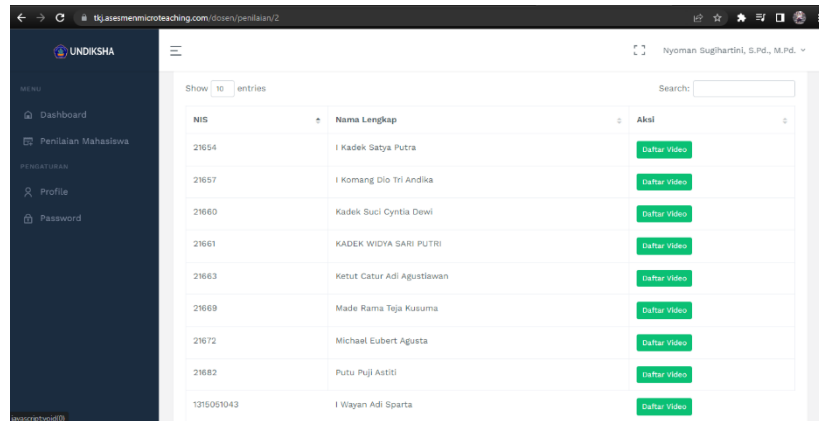 tkj.asesmenmicroteaching.com/dosen/penilaian/2
UNDIKSHA
Nyoman Sugihartini, S.Pd., M.Pd.
MENU
Dashboard
Penilaian Mahasiswa
PENGATURAN
Profile
Password
Show 10 entries
Search:
NIS Nama Lengkap Aksi
21654 I Kadek Satya Putra Daftar Video
21657 I Komang Dio Tri Andika Daftar Video
21660 Kadek Suci Cyntia Dewi Daftar Video
21661 KADEK WIDYA SARI PUTRI Daftar Video
21663 Ketut Catur Adi Agustiawan Daftar Video
21669 Made Rama Teja Kusuma Daftar Video
21672 Michael Eubert Agusta Daftar Video
21682 Putu Puji Astiti Daftar Video
1315051043 I Wayan Adi Sparta Daftar Video
javascript:void(0)